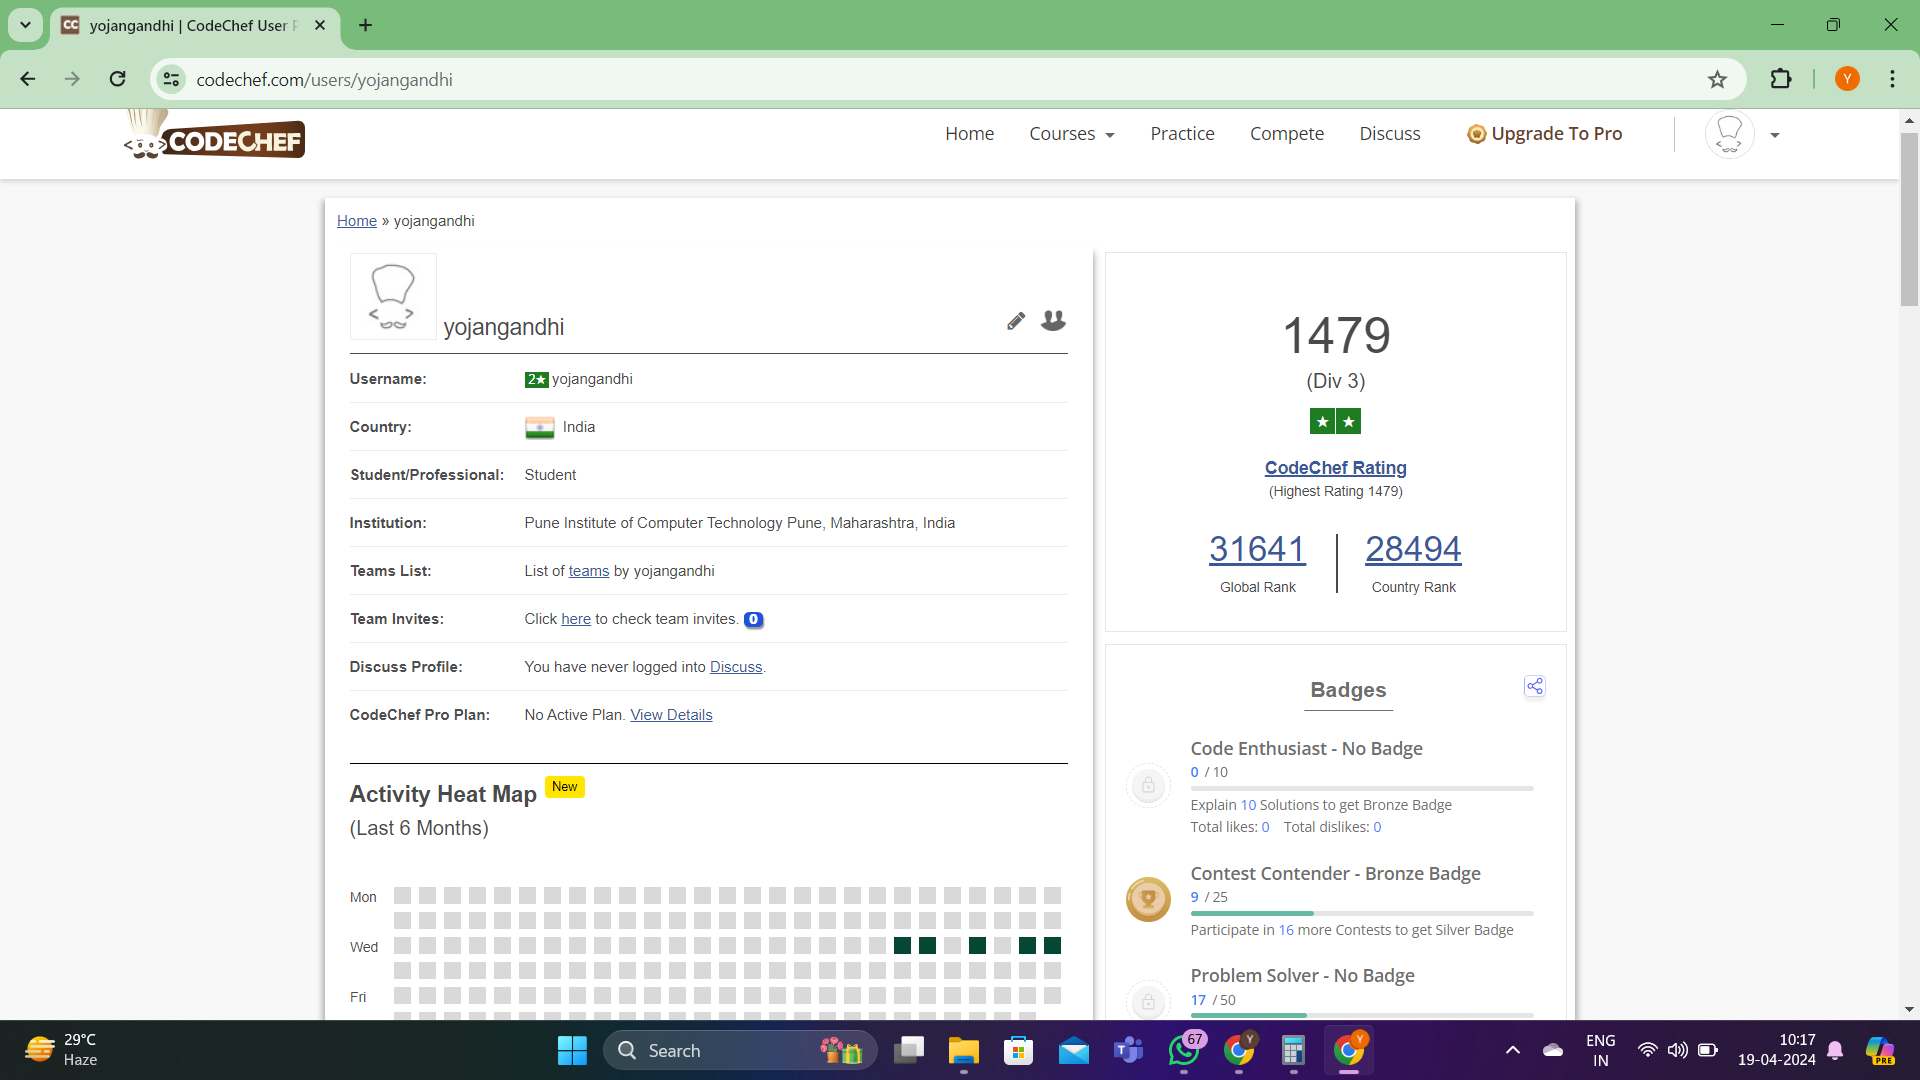 yojangandhi | CodeChef User P
codechef.com/users/yojangandhi
Y
CODECHEF
Home
Courses
Practice
Compete
Discuss
Upgrade To Pro
Home » yojangandhi
yojangandhi
Username: 2★ yojangandhi
Country: India
Student/Professional: Student
Institution: Pune Institute of Computer Technology Pune, Maharashtra, India
Teams List: List of teams by yojangandhi
Team Invites: Click here to check team invites. 0
Discuss Profile: You have never logged into Discuss.
CodeChef Pro Plan: No Active Plan. View Details
Activity Heat Map New
(Last 6 Months)
Mon
Wed
Fri
1479
(Div 3)
★ ★
CodeChef Rating
(Highest Rating 1479)
31641
Global Rank
28494
Country Rank
Badges
Code Enthusiast - No Badge
0 / 10
Explain 10 Solutions to get Bronze Badge
Total likes: 0 Total dislikes: 0
Contest Contender - Bronze Badge
9 / 25
Participate in 16 more Contests to get Silver Badge
Problem Solver - No Badge
17 / 50
29°C
Haze
Search
67
Y
Y
ENG
IN
10:17
19-04-2024
PRE